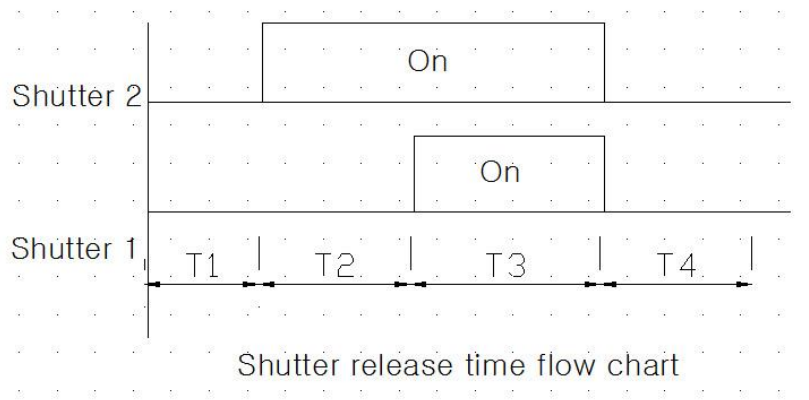 On
Shutter 2
On
Shutter 1
T1 T2 T3 T4
Shutter release time flow chart